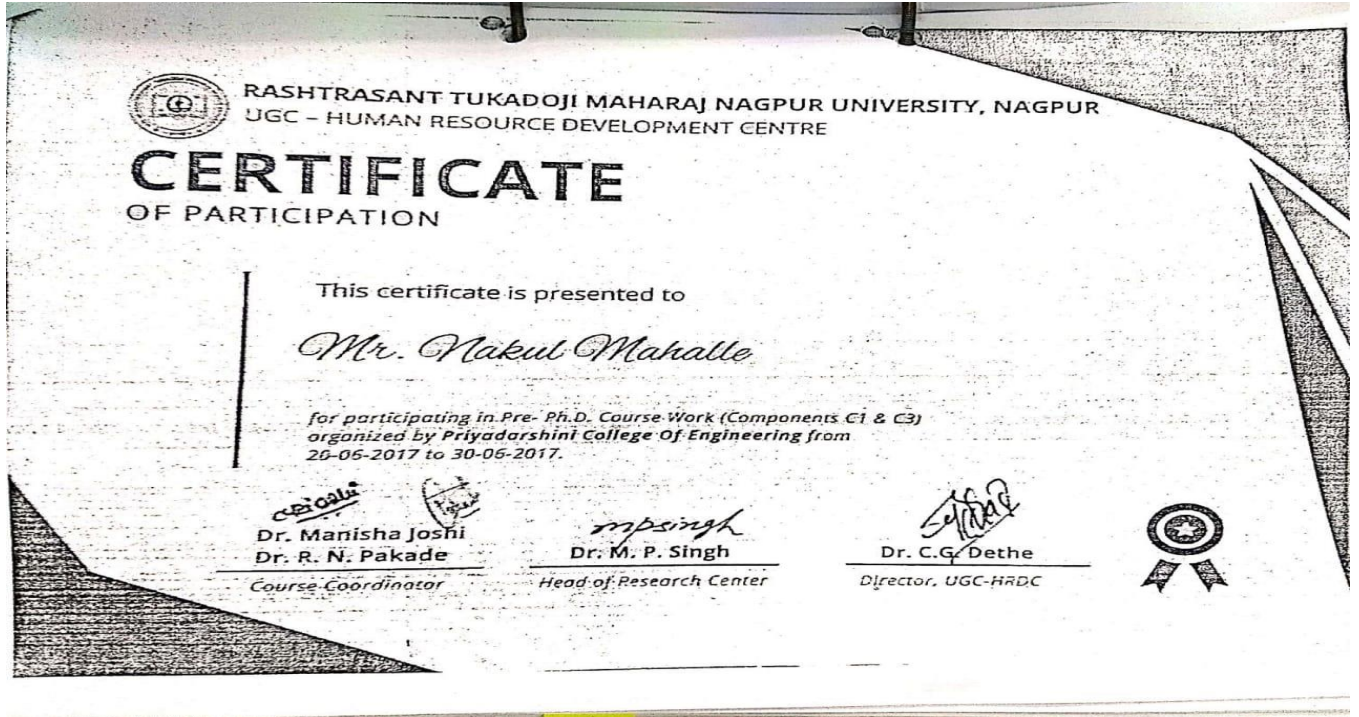 RASHTRASANT TUKADOJI MAHARAJ NAGPUR UNIVERSITY, NAGPUR
UGC – HUMAN RESOURCE DEVELOPMENT CENTRE
CERTIFICATE
OF PARTICIPATION
This certificate is presented to
Mr. Nakul Mahalle
for participating in Pre- Ph.D. Course Work (Components C1 & C3)
organized by Priyadarshini College Of Engineering from
to 30-06-2017.
mpsingh
Dr. Manisha Joshi
Dr. R. N. Pakade
Dr. M. P. Singh
Dr. C.G. Dethe
Course Coordinator
Head of Research Center
Director, UGC-HRDC